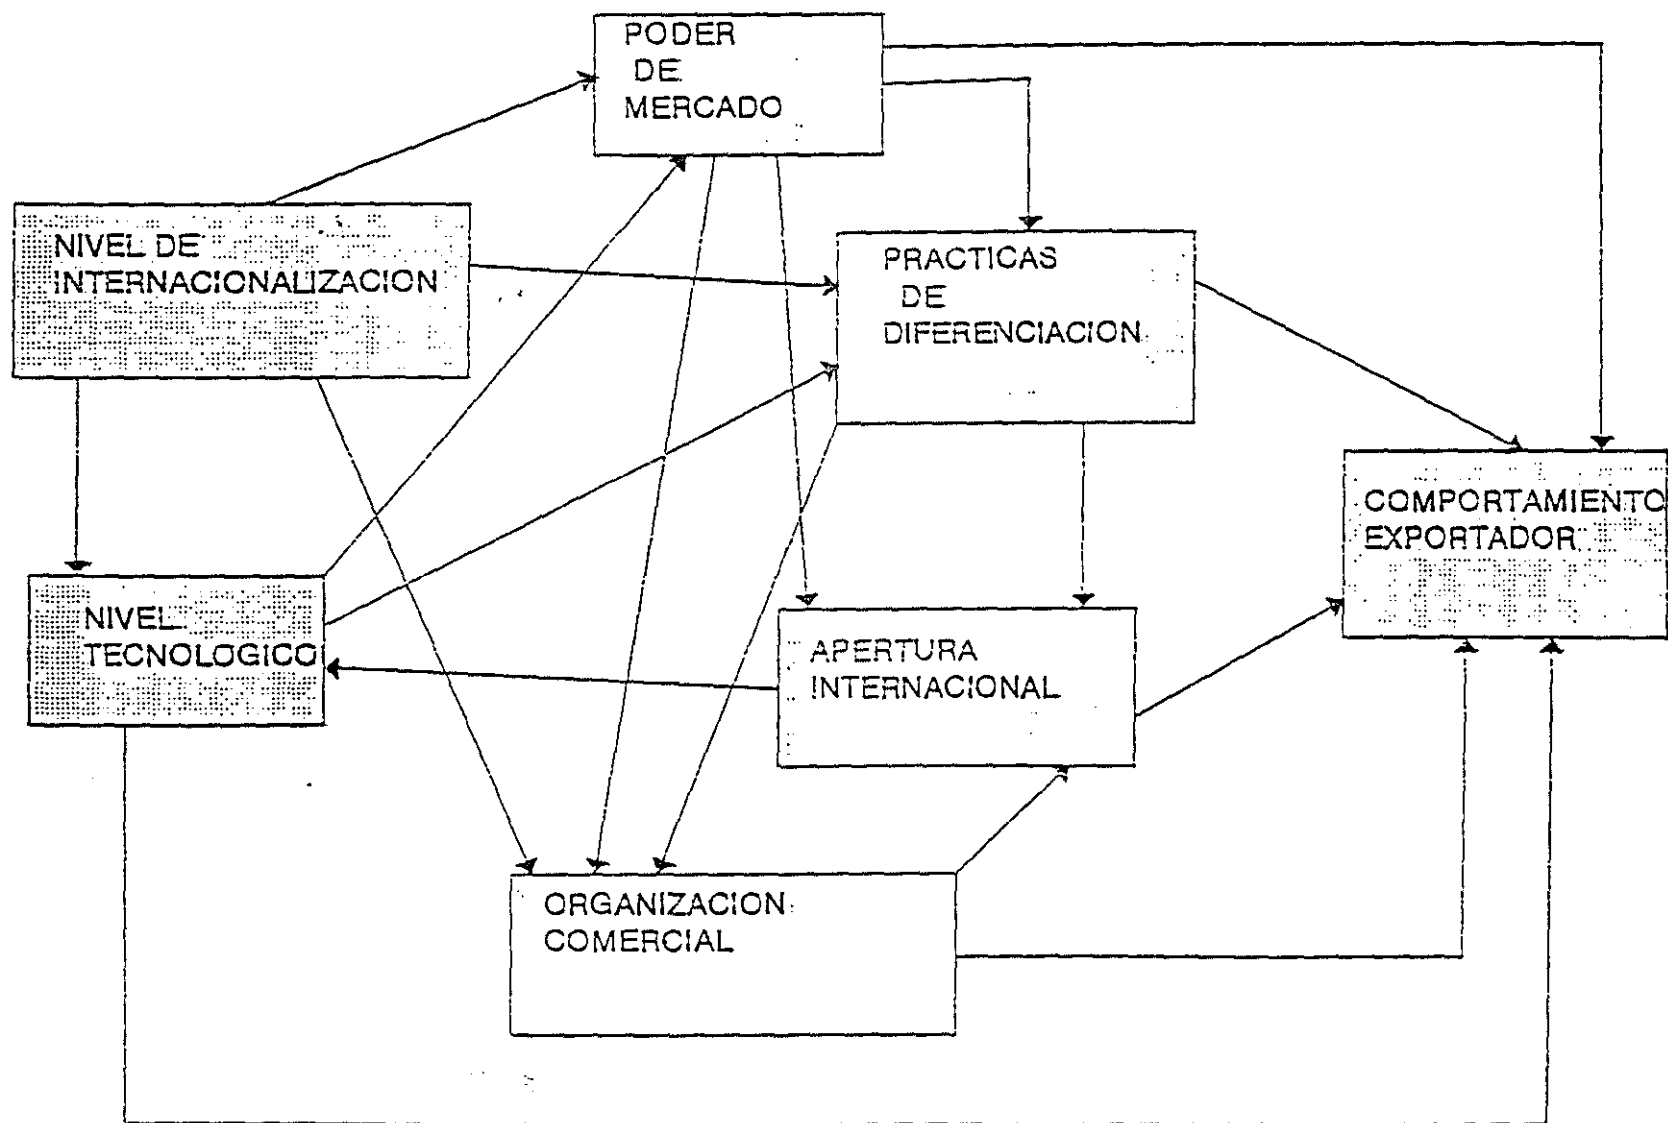 PODER
DE
MERCADO
NIVEL DE
INTERNACIONALIZACION
PRACTICAS
DE
DIFERENCIACION
COMPORTAMIENTO
EXPORTADOR
NIVEL
TECNOLOGICO
APERTURA
INTERNACIONAL
ORGANIZACION
COMERCIAL